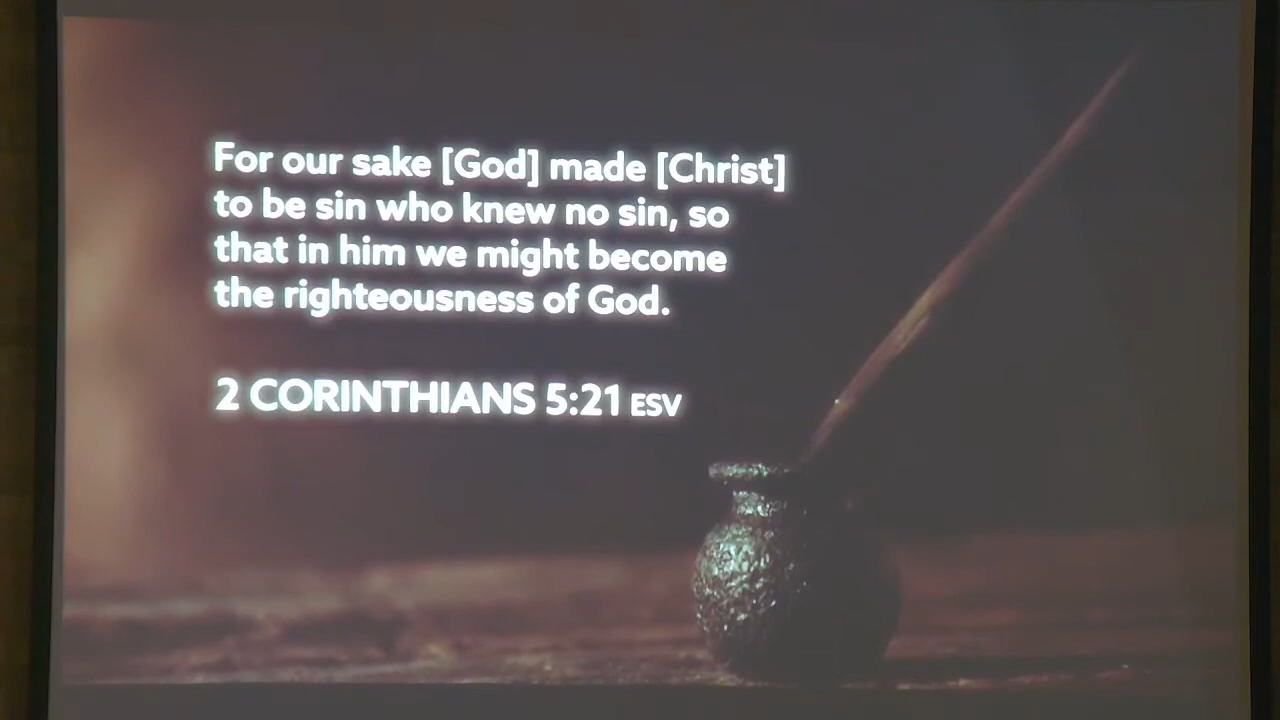 For our sake [God] made [Christ]
to be sin who knew no sin, so
that in him we might become
the righteousness of God.
2 CORINTHIANS 5:21 ESV